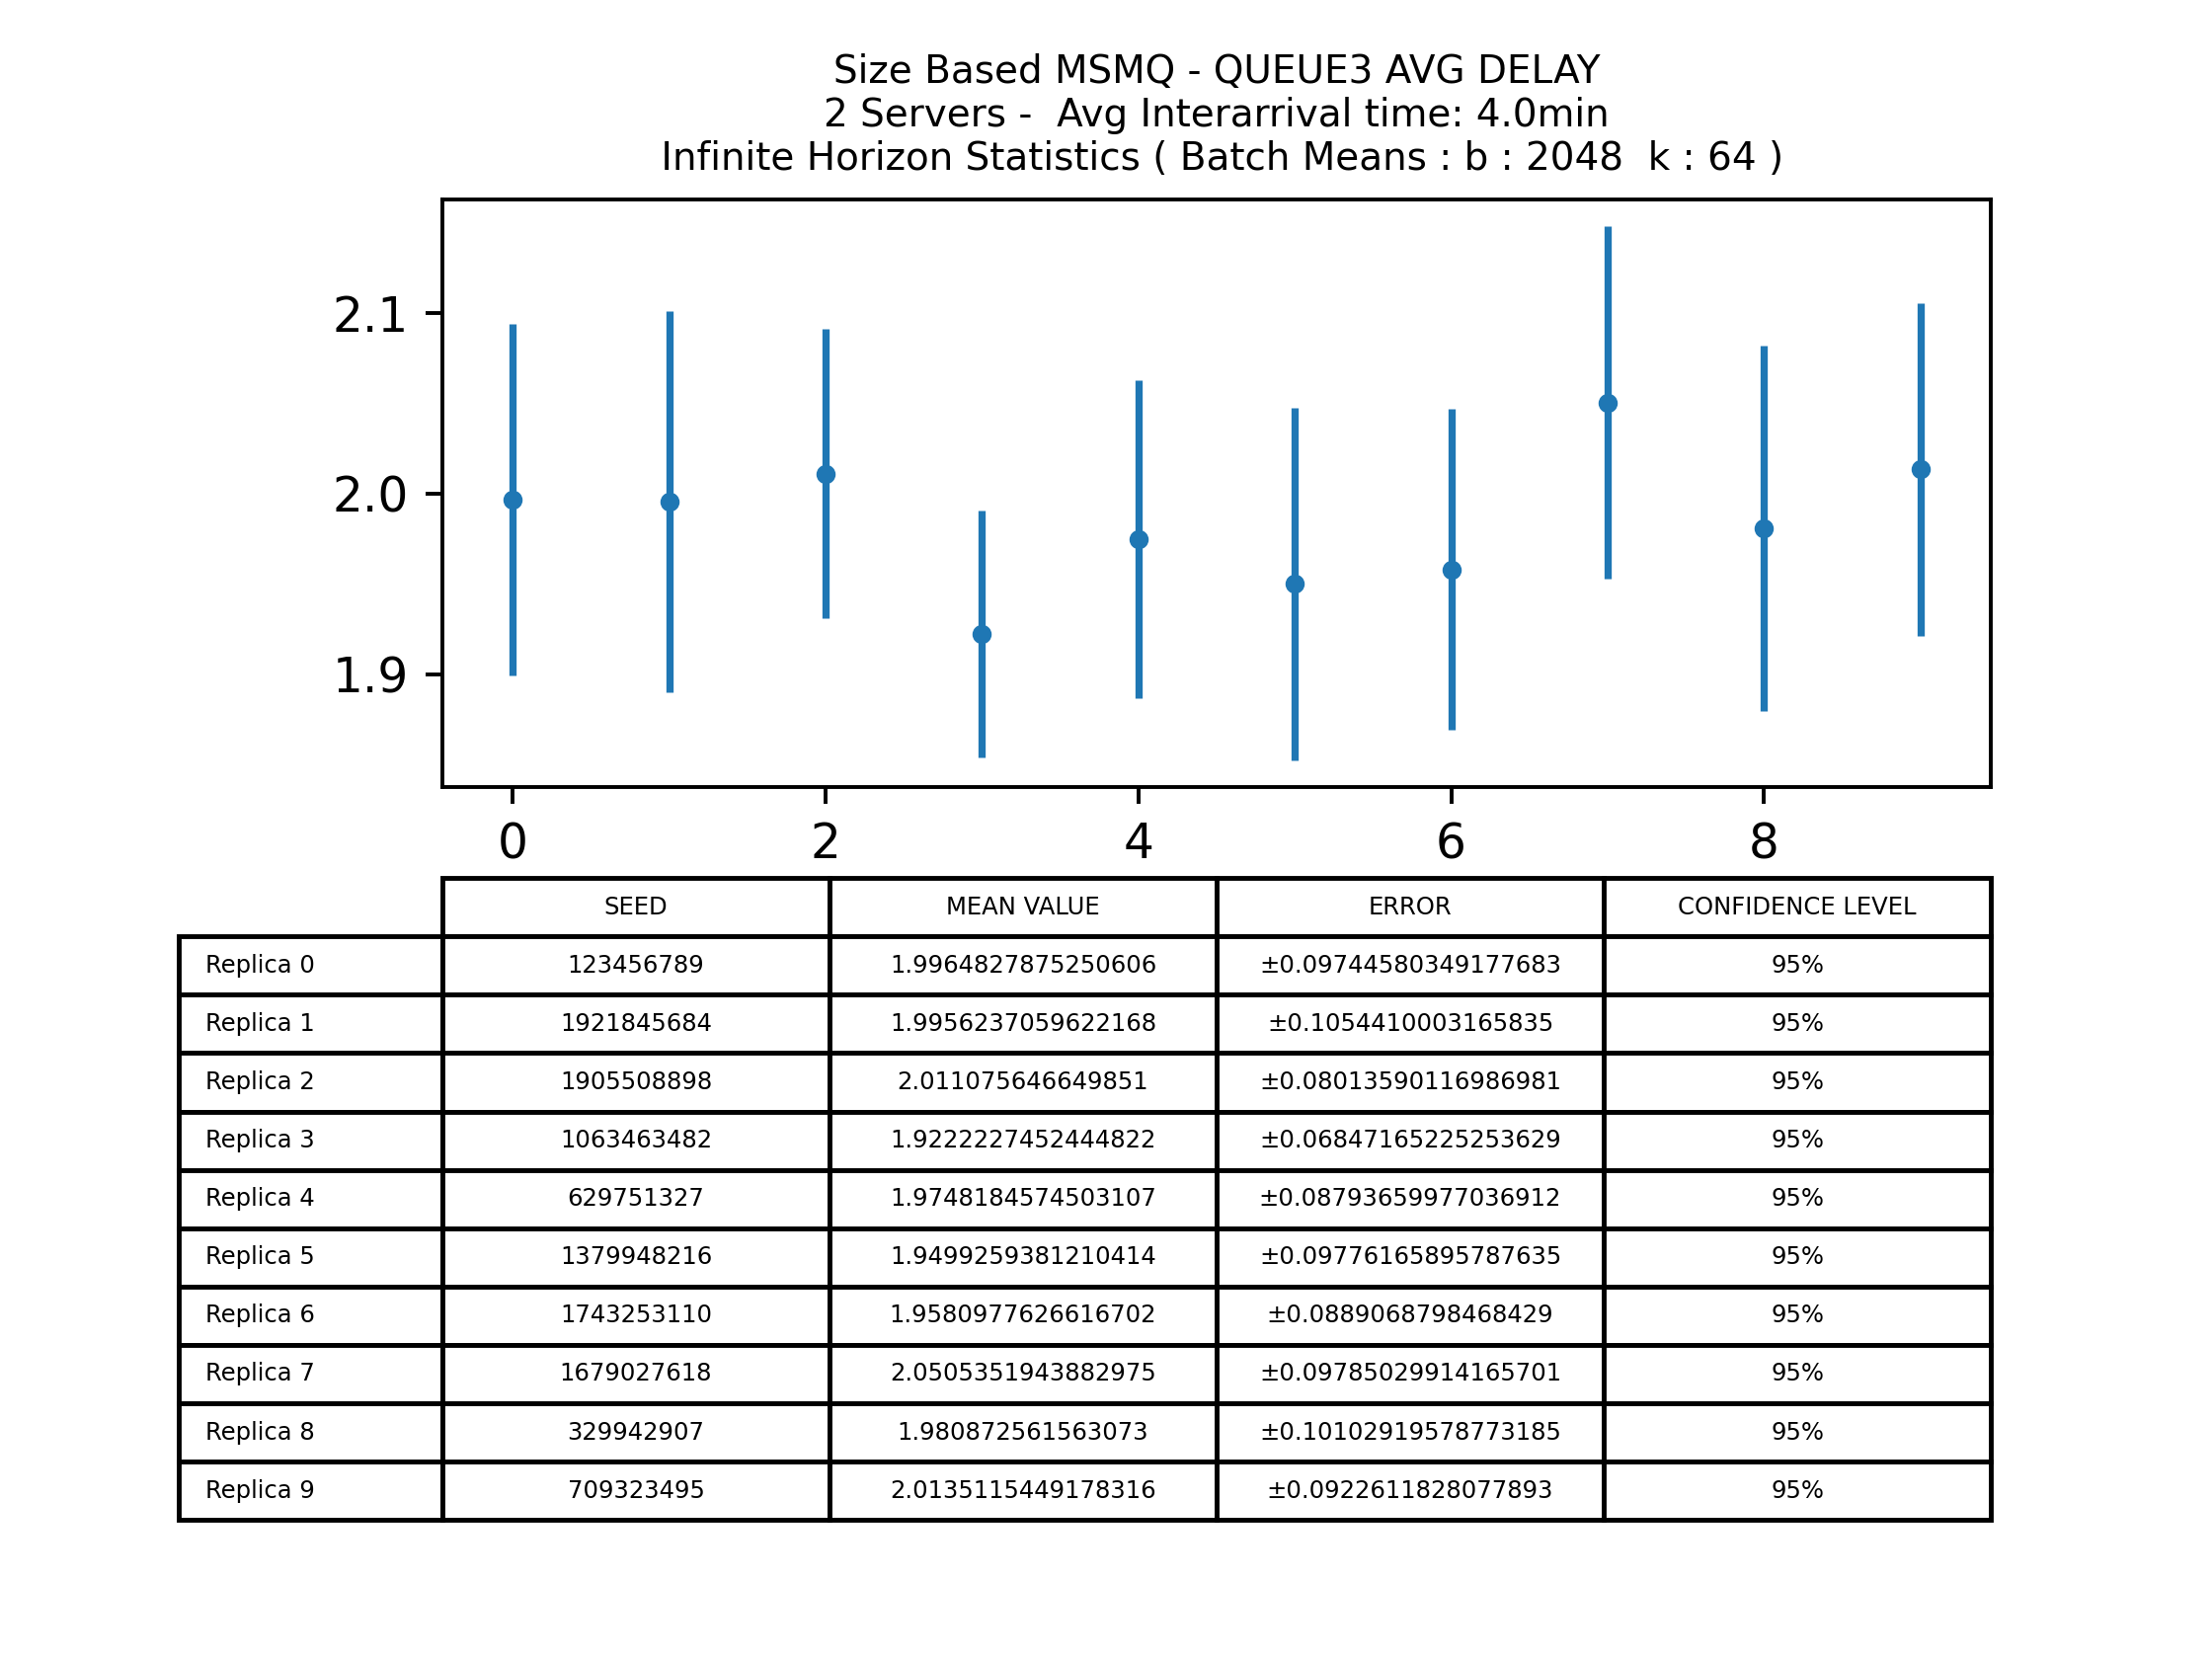 Size Based MSMQ - QUEUE3 AVG DELAY
2 Servers -  Avg Interarrival time: 4.0min
Infinite Horizon Statistics ( Batch Means : b : 2048  k : 64 )
2.1
2.0
1.9
0 2 4 6 8
SEED MEAN VALUE ERROR CONFIDENCE LEVEL
Replica 0 123456789 1.9964827875250606 ±0.09744580349177683 95%
Replica 1 1921845684 1.9956237059622168 ±0.1054410003165835 95%
Replica 2 1905508898 2.011075646649851 ±0.08013590116986981 95%
Replica 3 1063463482 1.9222227452444822 ±0.06847165225253629 95%
Replica 4 629751327 1.9748184574503107 ±0.08793659977036912 95%
Replica 5 1379948216 1.9499259381210414 ±0.09776165895787635 95%
Replica 6 1743253110 1.9580977626616702 ±0.0889068798468429 95%
Replica 7 1679027618 2.0505351943882975 ±0.09785029914165701 95%
Replica 8 329942907 1.980872561563073 ±0.10102919578773185 95%
Replica 9 709323495 2.0135115449178316 ±0.0922611828077893 95%